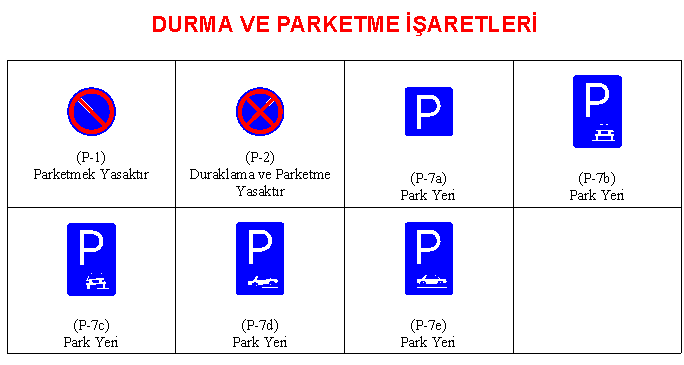 DURMA VE PARKETME İŞARETLERİ
(P-1)
Parketmek Yasaktır
(P-2)
Duraklama ve Parketme
Yasaktır
P
(P-7a)
Park Yeri
P
(P-7b)
Park Yeri
P
(P-7c)
Park Yeri
P
(P-7d)
Park Yeri
P
(P-7e)
Park Yeri